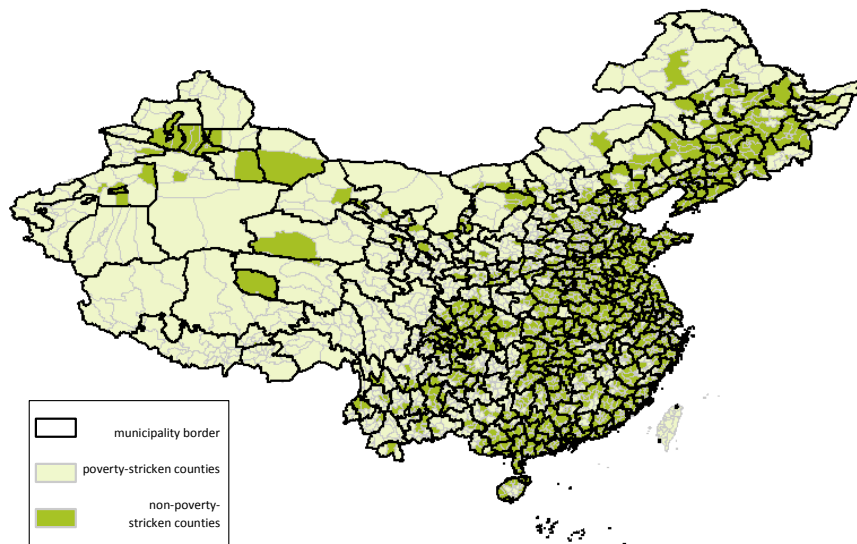 municipality border
poverty-stricken counties
non-poverty-
stricken counties